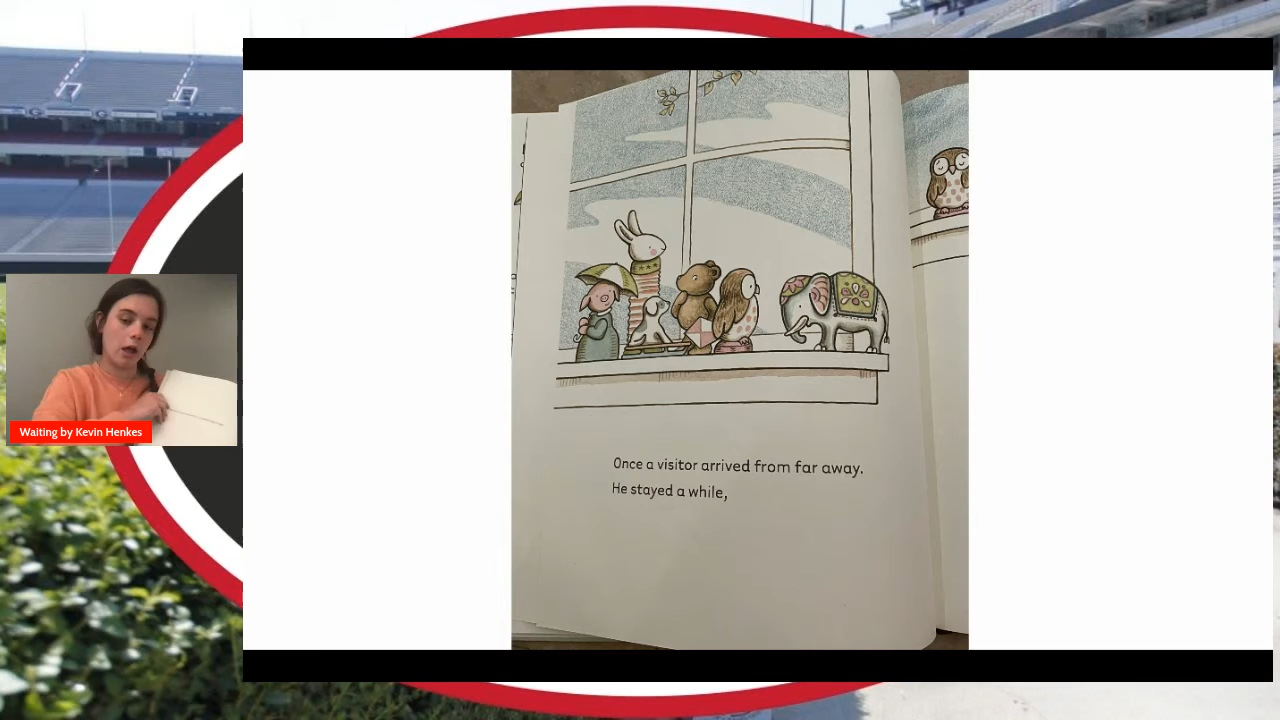 Once a visitor arrived from far away.
He stayed a while,
Waiting by Kevin Henkes